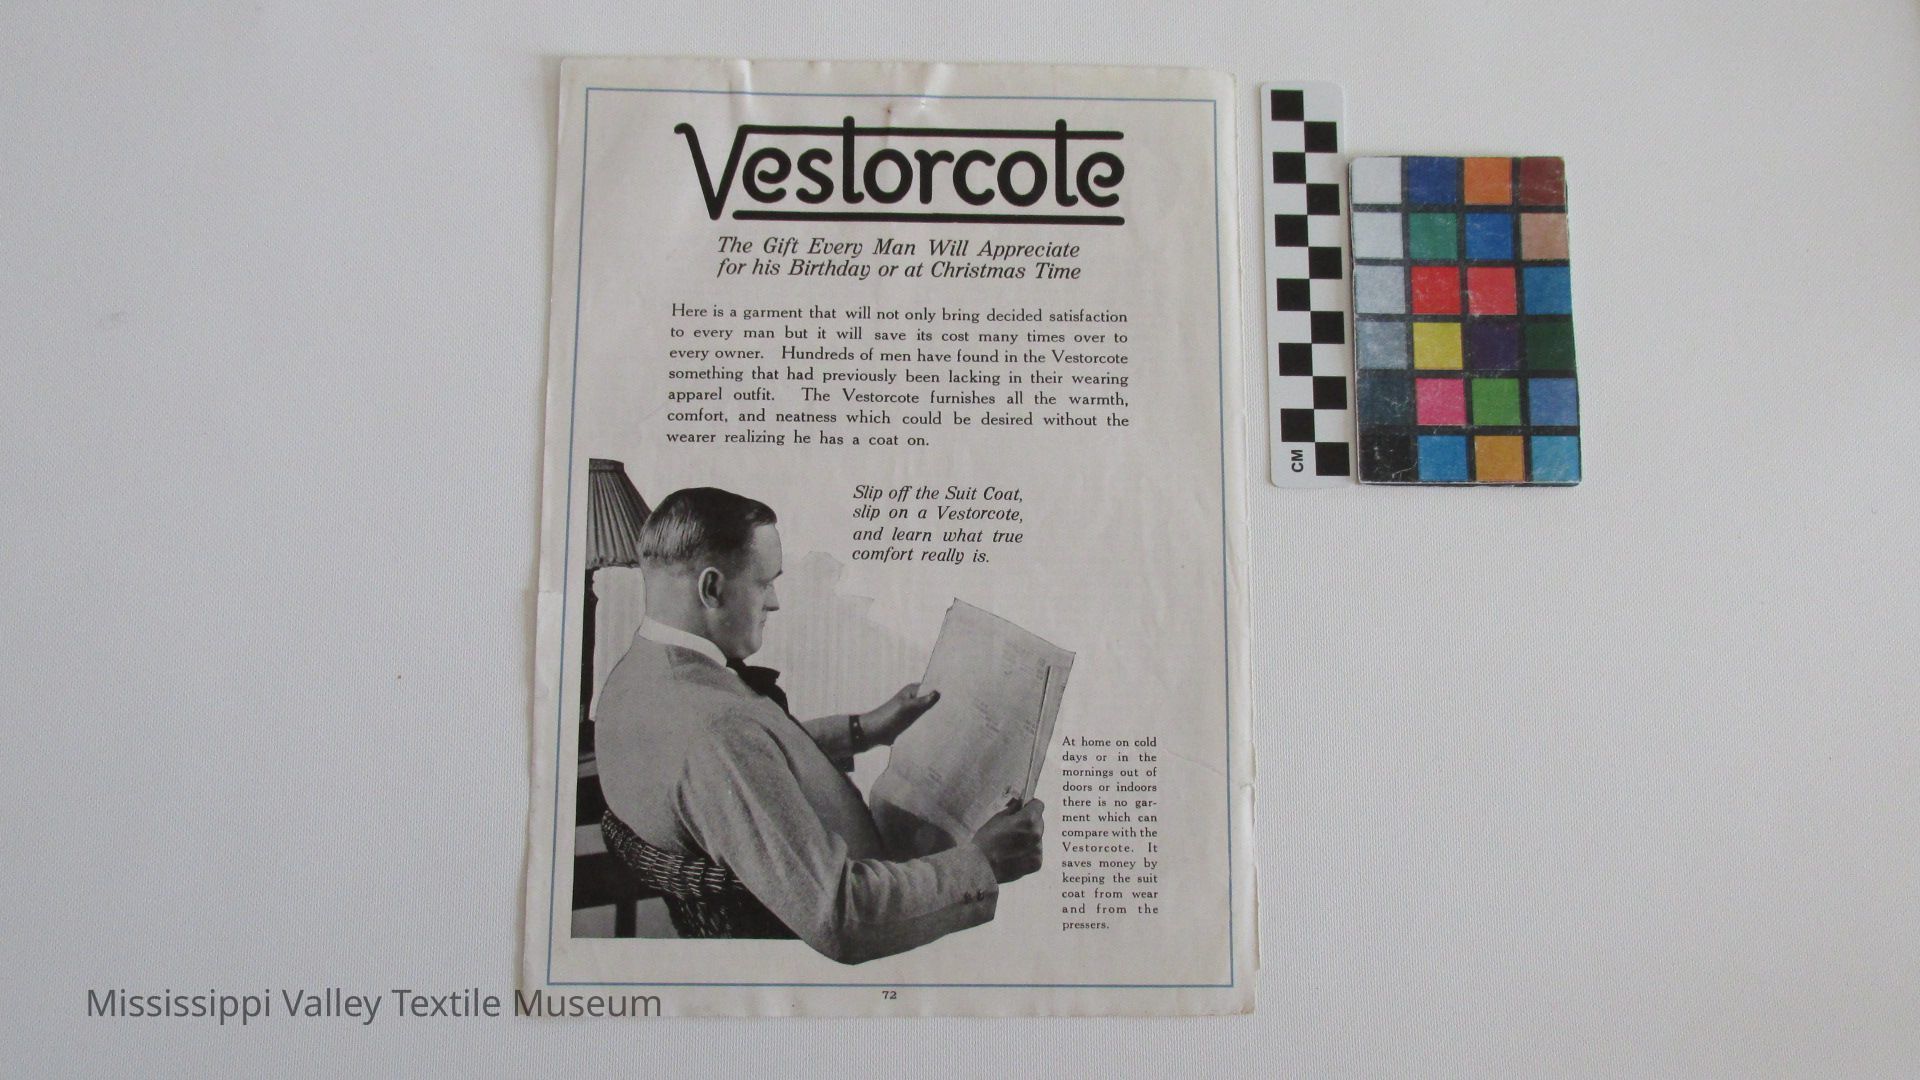 Vestorcote
The Gift Every Man Will Appreciate
for his Birthday or at Christmas Time
Here is a garment that will not only bring decided satisfaction
to every man but it will save its cost many times over to
every owner. Hundreds of men have found in the Vestorcote
something that had previously been lacking in their wearing
apparel outfit. The Vestorcote furnishes all the warmth,
comfort, and neatness which could be desired without the
wearer realizing he has a coat on.
Slip off the Suit Coat,
slip on a Vestorcote,
and learn what true
comfort really is.
At home on cold
days or in the
mornings out of
doors or indoors
there is no gar-
ment which can
compare with the
Vestorcote. It
saves money by
keeping the suit
coat from wear
and from the
pressers.
72
CM
Mississippi Valley Textile Museum